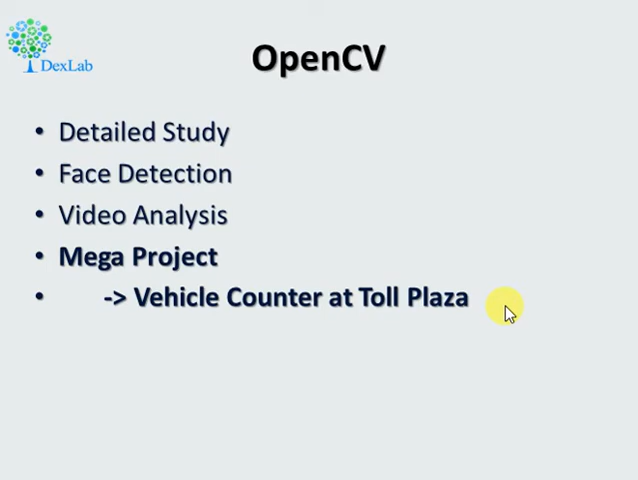 DexLab
OpenCV
• Detailed Study
• Face Detection
• Video Analysis
• Mega Project
• -> Vehicle Counter at Toll Plaza